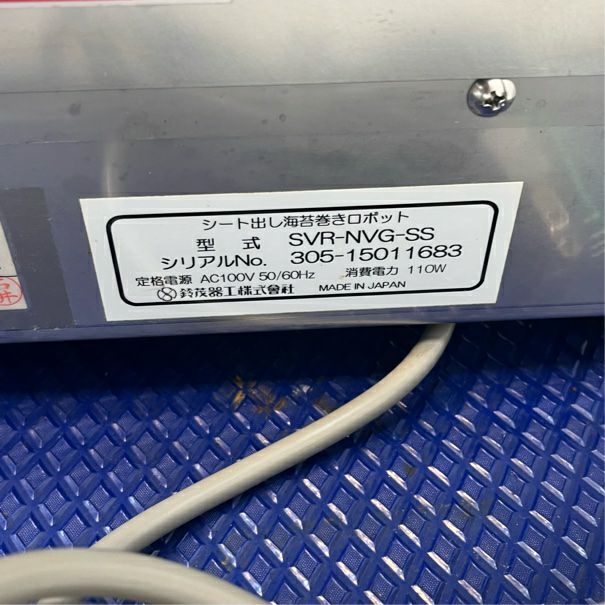 シート出し海苔巻きロボット
型 式 SVR-NVG-SS
シリアルNo. 305-15011683
定格電源 AC100V 50/60Hz 消費電力 110W
鈴茂器工株式會社 MADE IN JAPAN